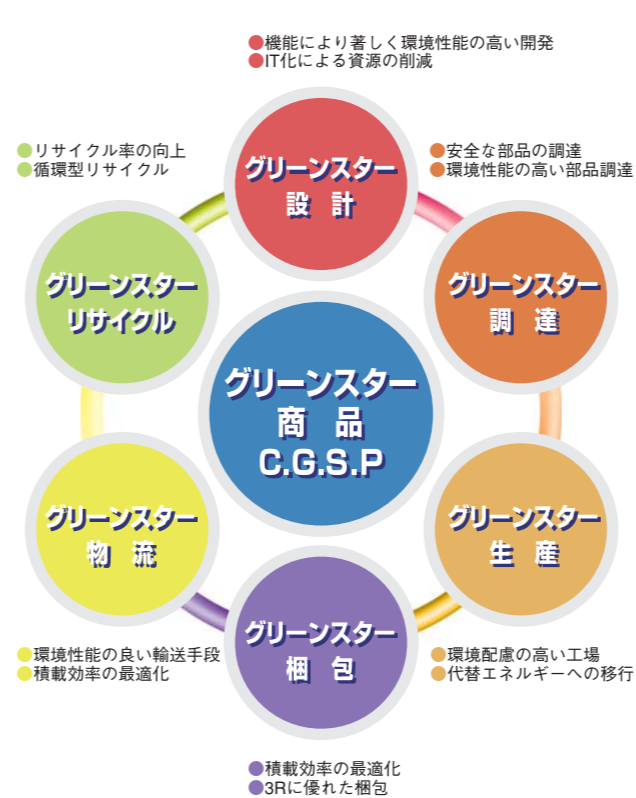 ●機能により著しく環境性能の高い開発
●IT化による資源の削減
グリーンスター
設 計
●安全な部品の調達
●環境性能の高い部品調達
グリーンスター
調 達
●環境配慮の高い工場
●代替エネルギーへの移行
グリーンスター
生 産
●積載効率の最適化
●3Rに優れた梱包
グリーンスター
梱 包
●環境性能の良い輸送手段
●積載効率の最適化
グリーンスター
物 流
●リサイクル率の向上
●循環型リサイクル
グリーンスター
リサイクル
グリーンスター
商 品
C.G.S.P